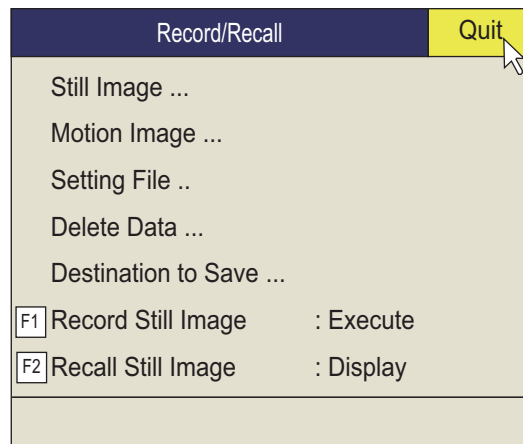 Record/Recall Quit
Still Image ...
Motion Image ...
Setting File ..
Delete Data ...
Destination to Save ...
F1 Record Still Image : Execute
F2 Recall Still Image : Display